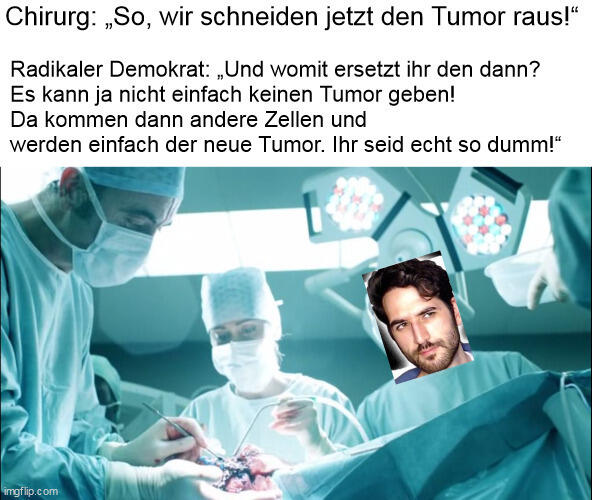 Chirurg: „So, wir schneiden jetzt den Tumor raus!“
Radikaler Demokrat: „Und womit ersetzt ihr den dann?
Es kann ja nicht einfach keinen Tumor geben!
Da kommen dann andere Zellen und
werden einfach der neue Tumor. Ihr seid echt so dumm!“
imgflip.com